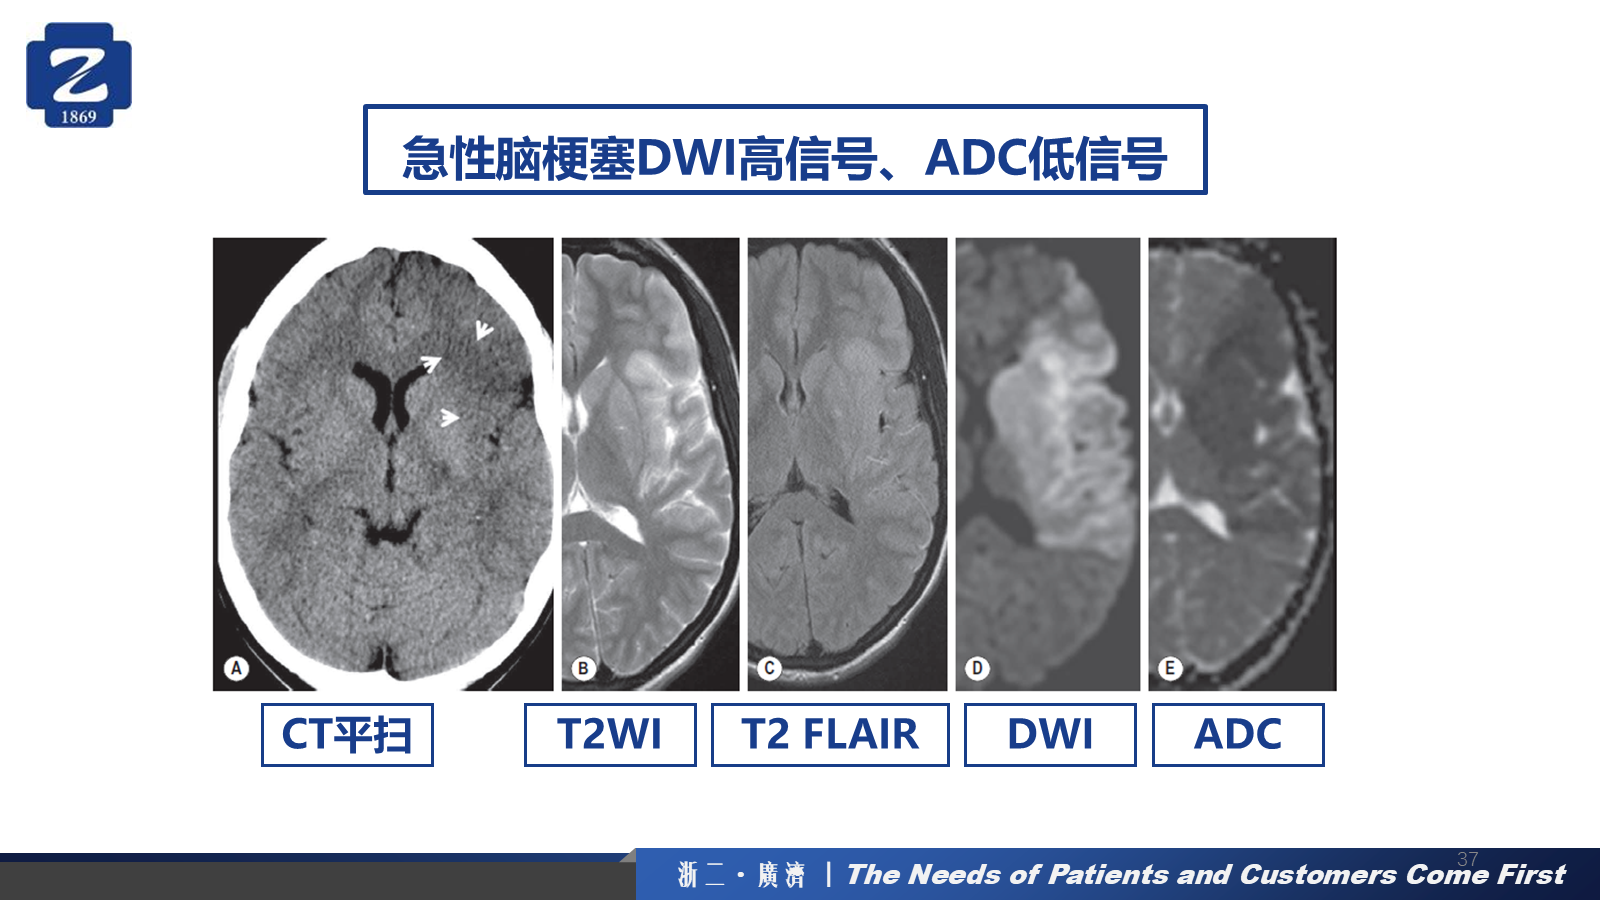 1869
急性脑梗塞DWI高信号、ADC低信号
A
B
C
D
E
CT平扫
T2WI
T2 FLAIR
DWI
ADC
37
浙二·廣濟 | The Needs of Patients and Customers Come First